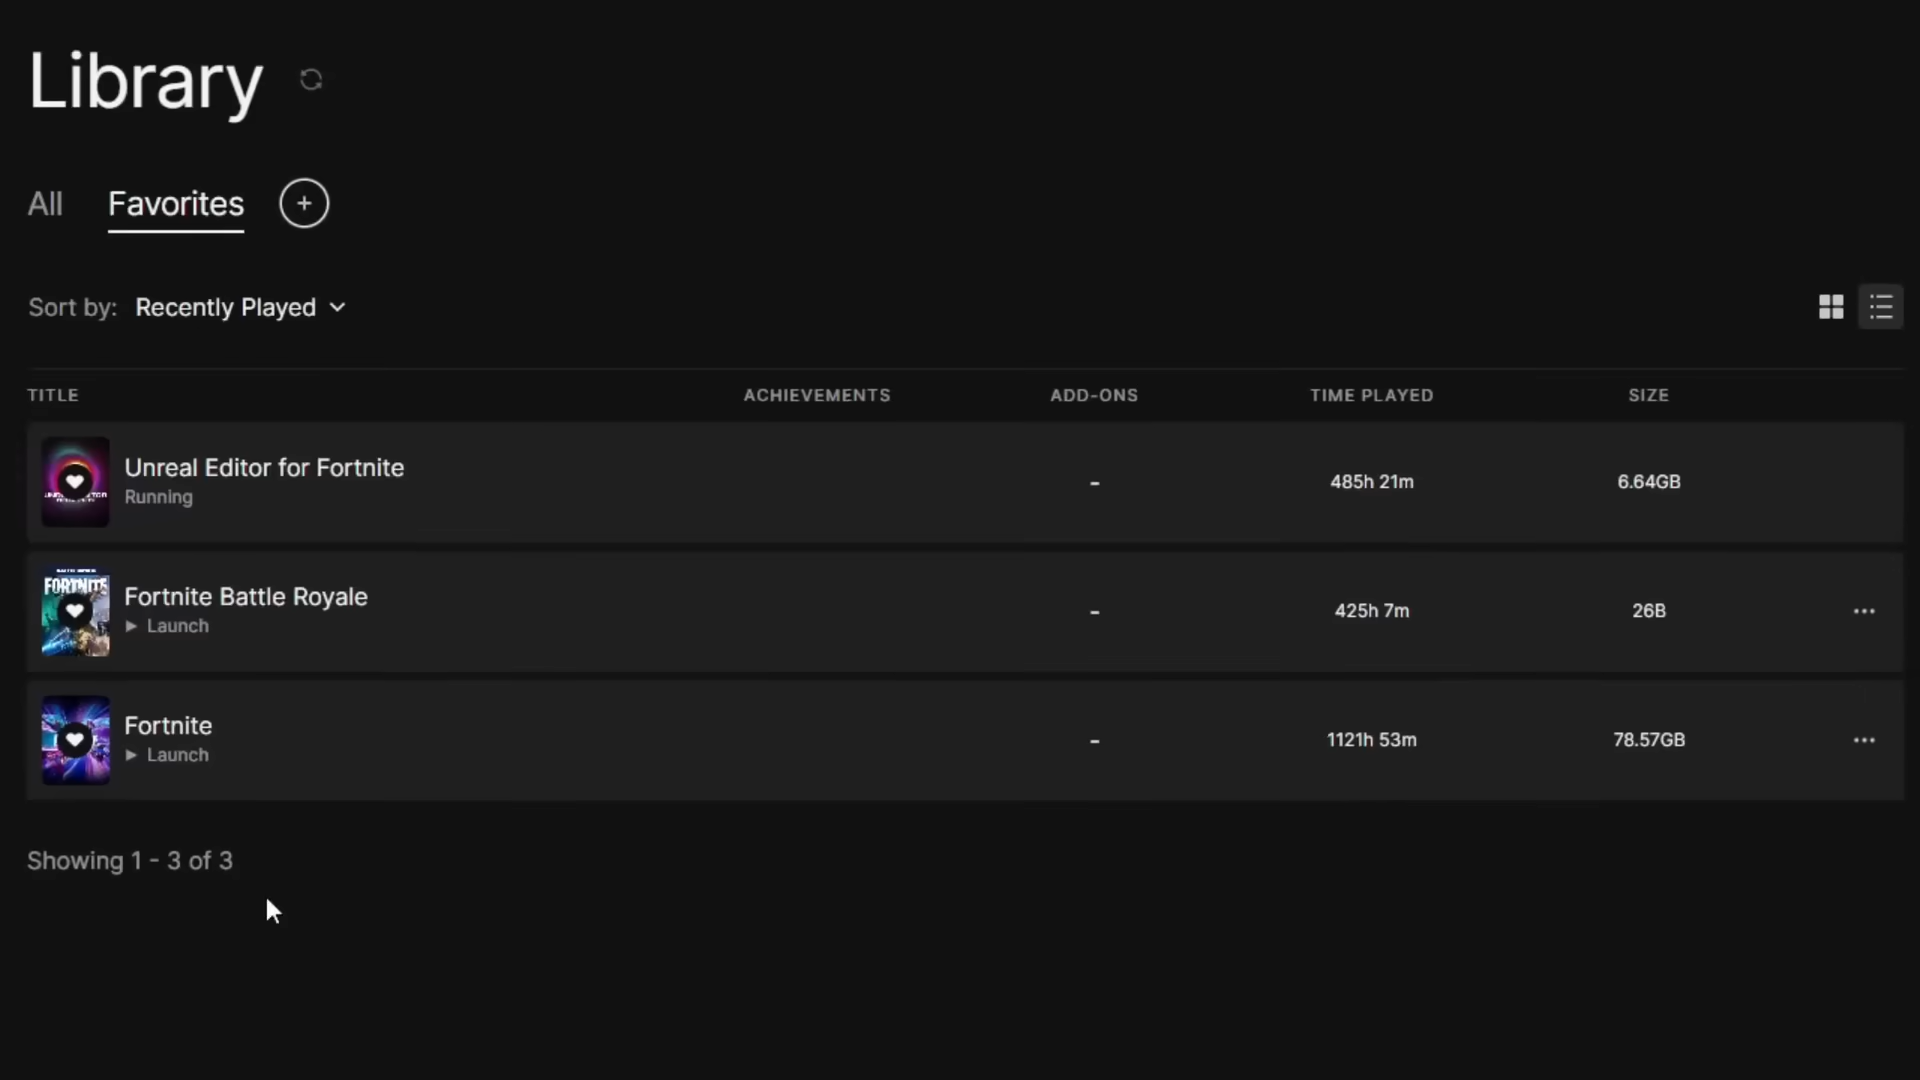 Library
All Favorites +
Sort by: Recently Played
TITLE ACHIEVEMENTS ADD-ONS TIME PLAYED SIZE
Unreal Editor for Fortnite
Running
- 485h 21m 6.64GB
FORTNITE
Fortnite Battle Royale
Launch
- 425h 7m 26B
Fortnite
Launch
- 1121h 53m 78.57GB
Showing 1 - 3 of 3